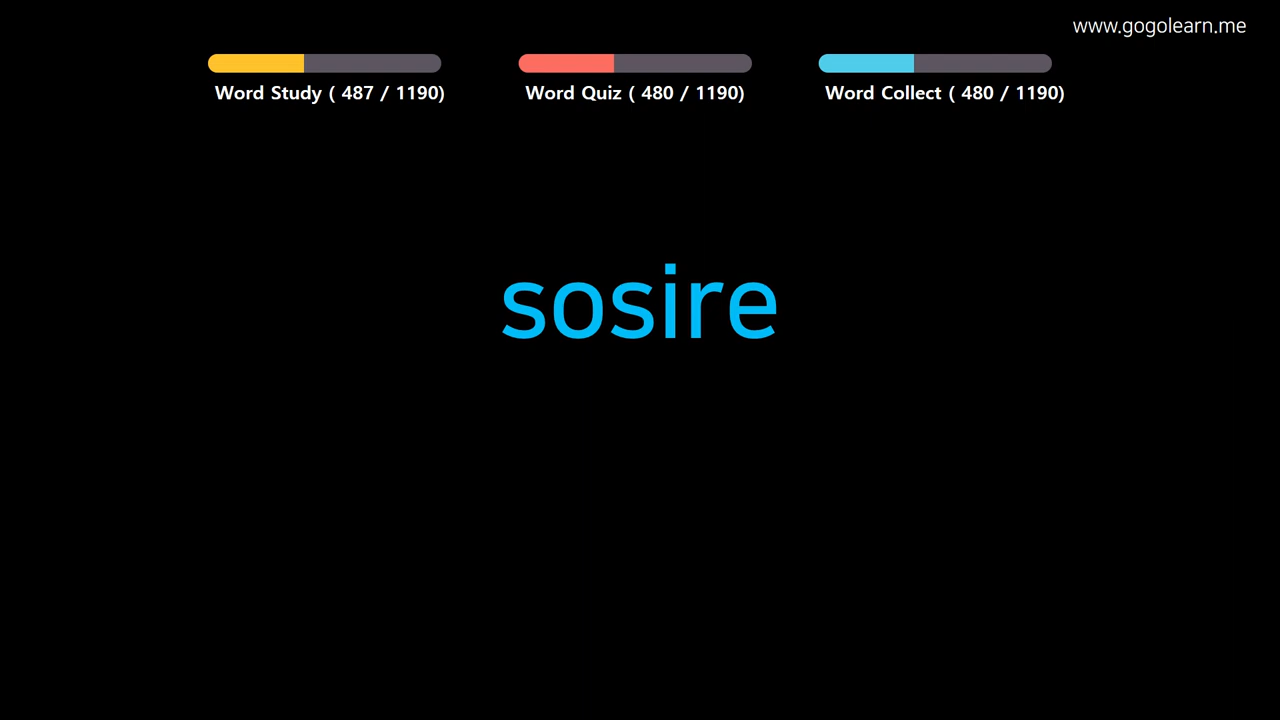 www.gogolearn.me
Word Study ( 487 / 1190)
Word Quiz ( 480 / 1190)
Word Collect ( 480 / 1190)
sosire